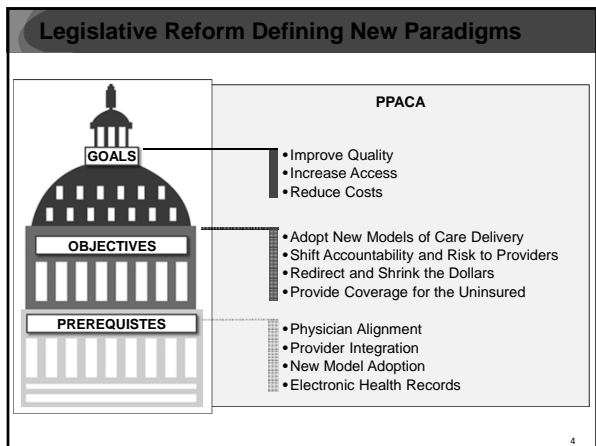 Legislative Reform Defining New Paradigms
PPACA
GOALS
• Improve Quality
• Increase Access
• Reduce Costs
OBJECTIVES
• Adopt New Models of Care Delivery
• Shift Accountability and Risk to Providers
• Redirect and Shrink the Dollars
• Provide Coverage for the Uninsured
PREREQUISTES
• Physician Alignment
• Provider Integration
• New Model Adoption
• Electronic Health Records
4